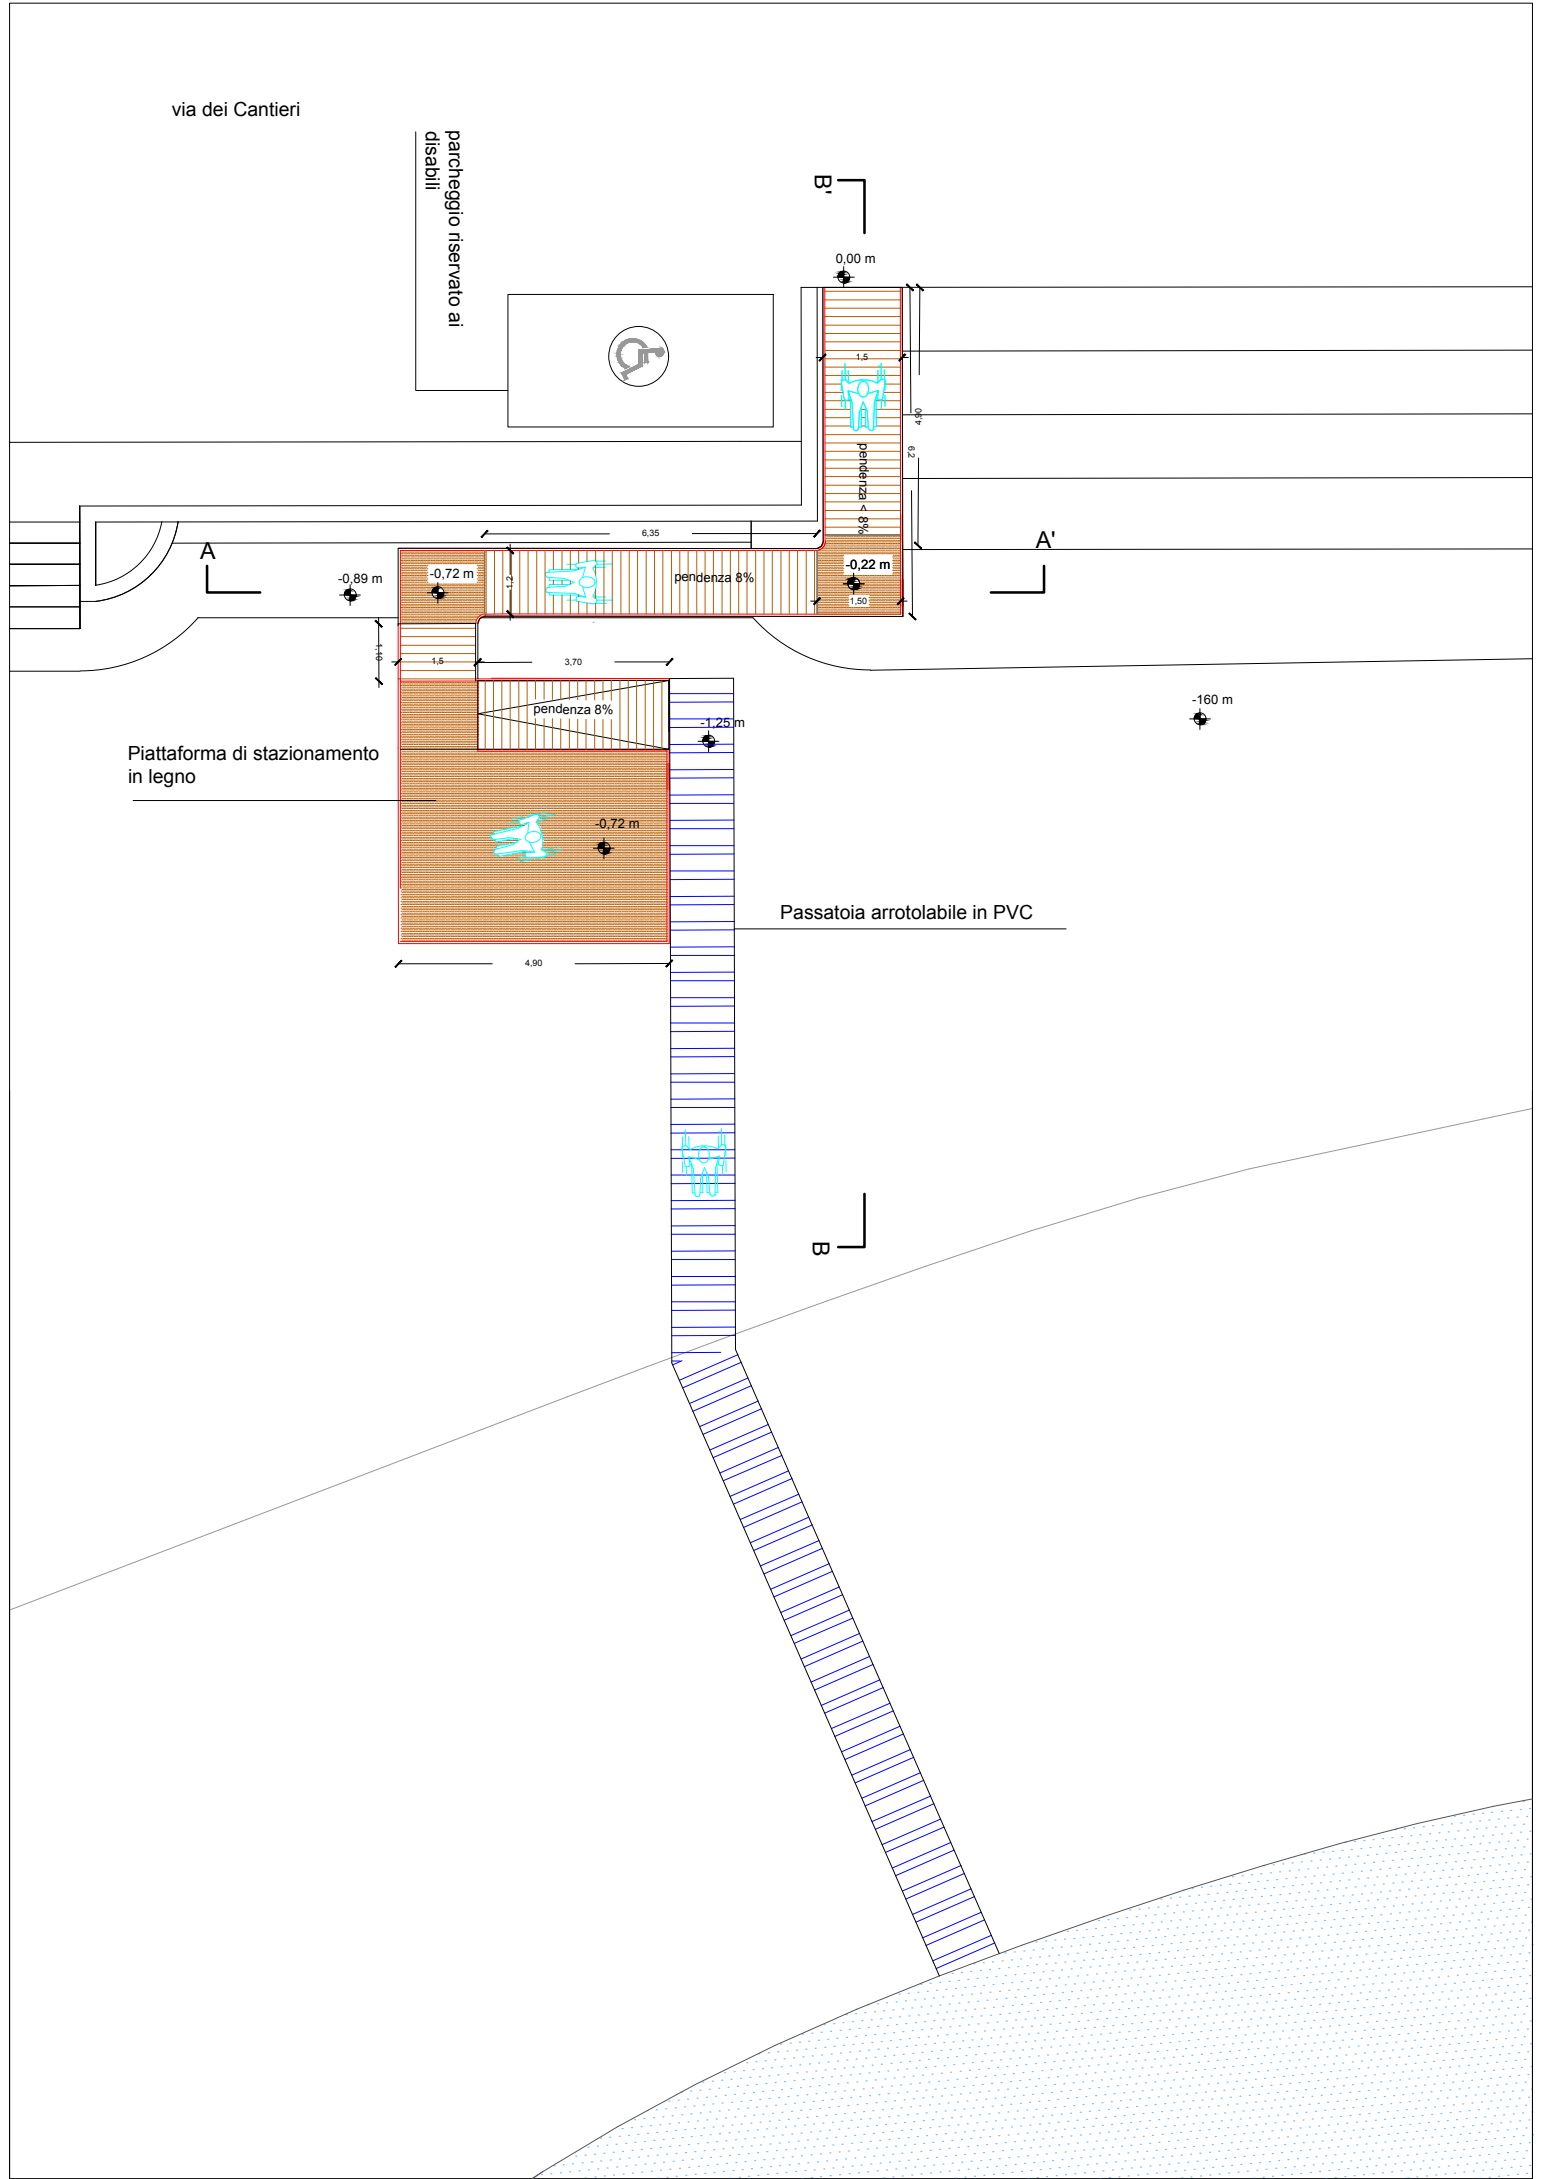 via dei Cantieri
parcheggio riservato ai
disabili
B'
0,00 m
1,5
4,90
6,2
pendenza < 8%
6,35
A
A'
-0,89 m
-0,72 m
1,2
pendenza 8%
-0,22 m
1,50
1,10
1,5
3,70
pendenza 8%
-1,25 m
-160 m
Piattaforma di stazionamento
in legno
-0,72 m
Passatoia arrotolabile in PVC
4,90
B